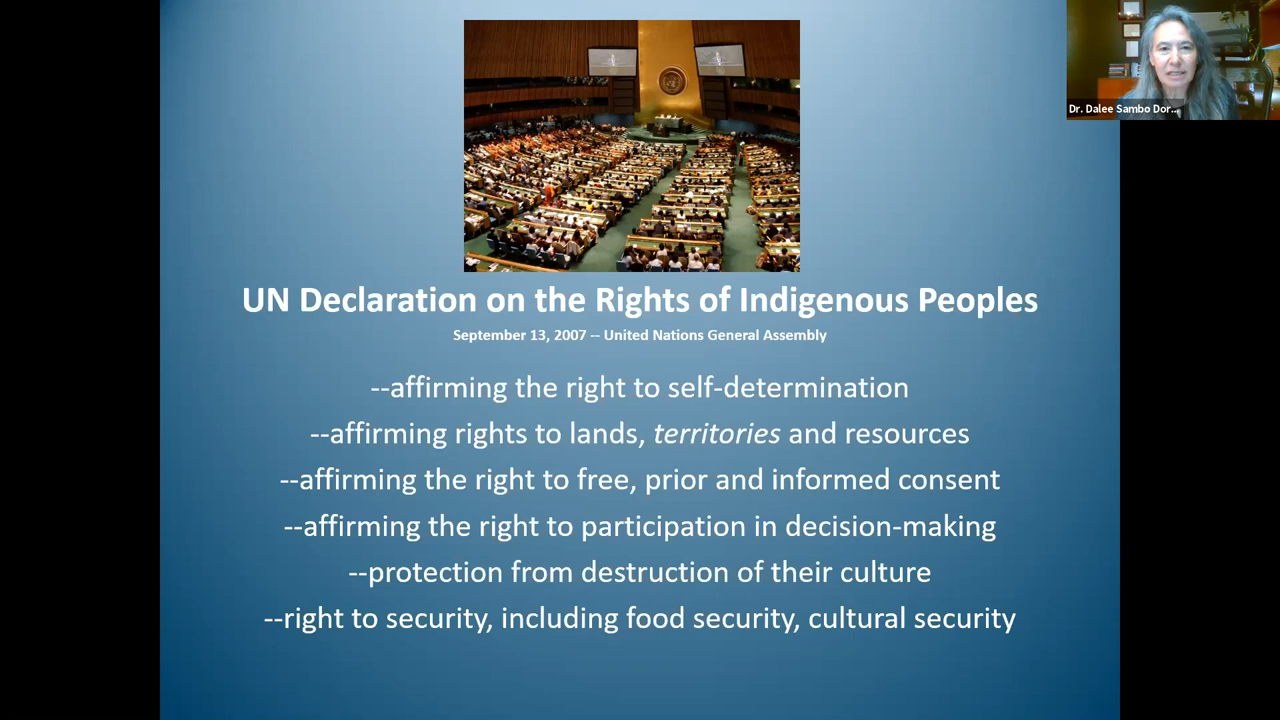 Dr. Dalee Sambo Dor...
UN Declaration on the Rights of Indigenous Peoples
September 13, 2007 -- United Nations General Assembly
--affirming the right to self-determination
--affirming rights to lands, territories and resources
--affirming the right to free, prior and informed consent
--affirming the right to participation in decision-making
--protection from destruction of their culture
--right to security, including food security, cultural security